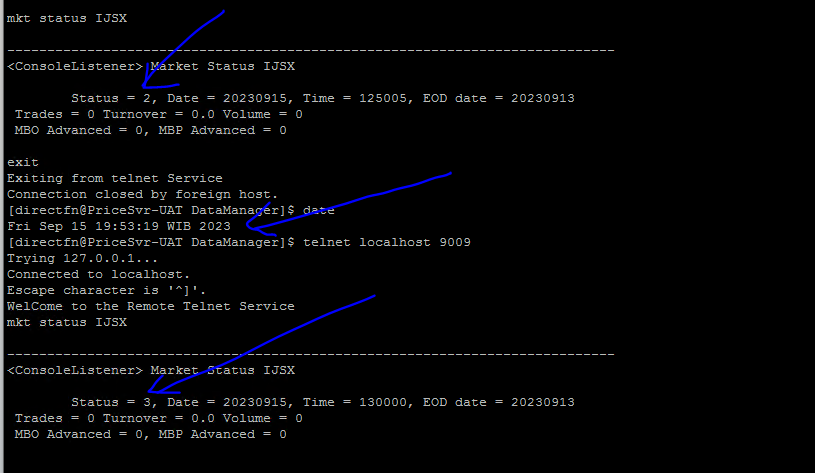 mkt status IJSX
----------------------------------------------------------------------------
<ConsoleListener> Market Status IJSX
Status = 2, Date = 20230915, Time = 125005, EOD date = 20230913
Trades = 0 Turnover = 0.0 Volume = 0
MBO Advanced = 0, MBP Advanced = 0
exit
Exiting from telnet Service
Connection closed by foreign host.
[directfn@PriceSvr-UAT DataManager]$ date
Fri Sep 15 19:53:19 WIB 2023
[directfn@PriceSvr-UAT DataManager]$ telnet localhost 9009
Trying 127.0.0.1...
Connected to localhost.
Escape character is '^]'.
WelCome to the Remote Telnet Service
mkt status IJSX
----------------------------------------------------------------------------
<ConsoleListener> Market Status IJSX
Status = 3, Date = 20230915, Time = 130000, EOD date = 20230913
Trades = 0 Turnover = 0.0 Volume = 0
MBO Advanced = 0, MBP Advanced = 0